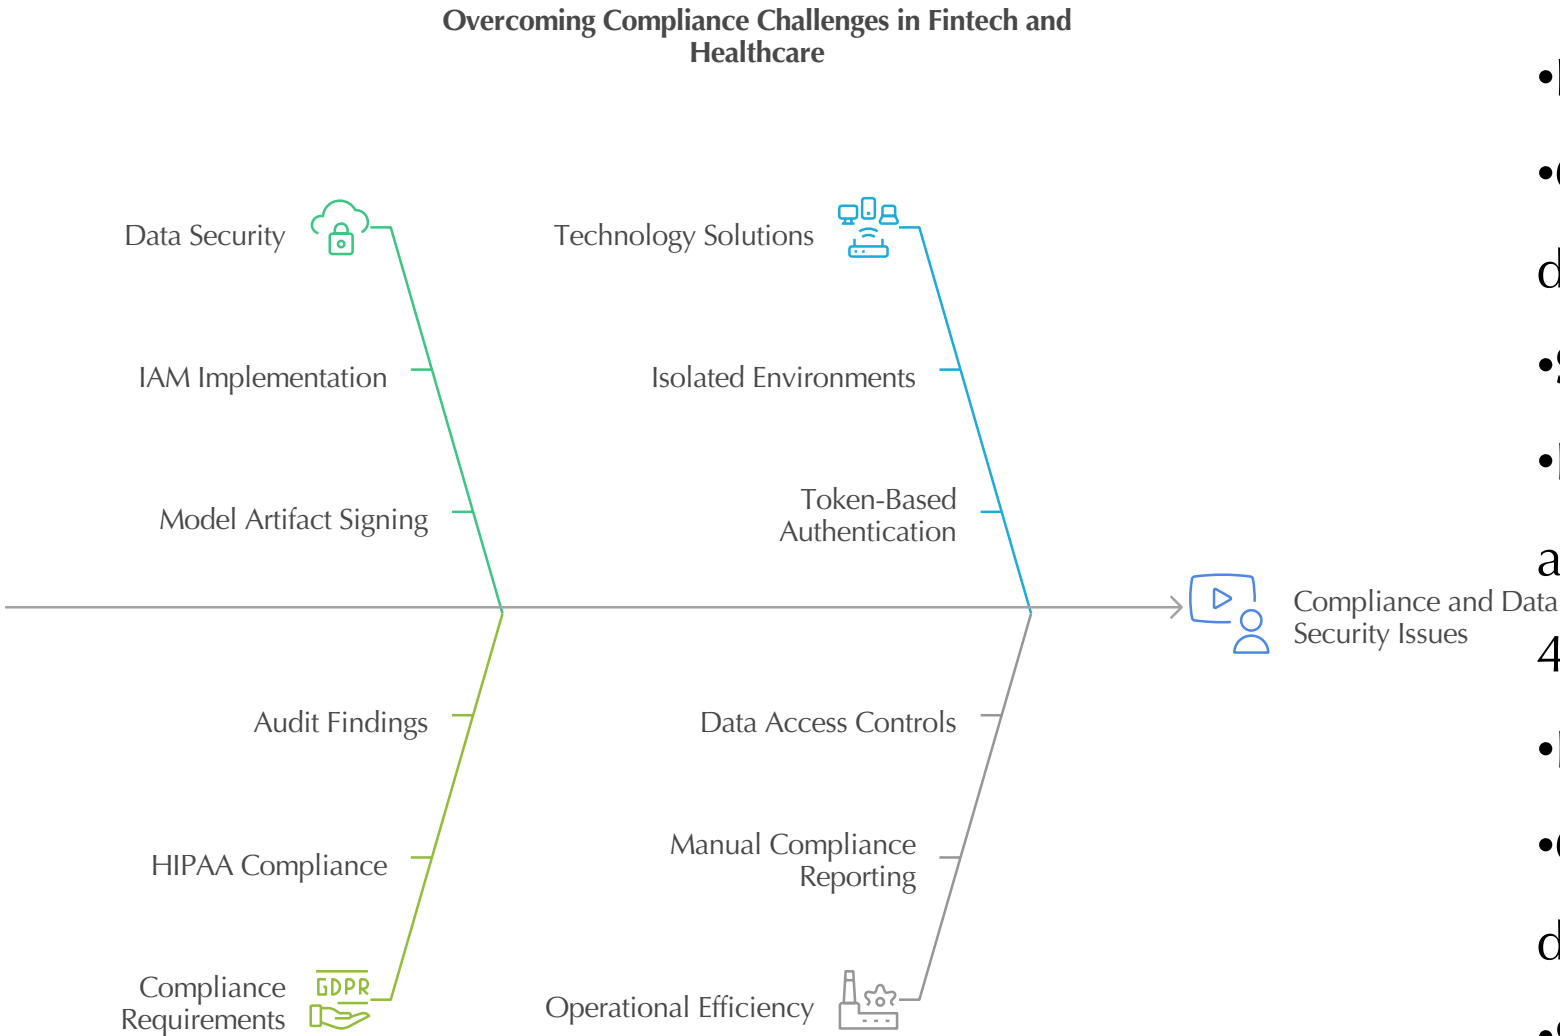 Overcoming Compliance Challenges in Fintech and
Healthcare
Data Security
Technology Solutions
IAM Implementation
Isolated Environments
Model Artifact Signing
Token-Based
Authentication
Compliance and Data
Security Issues
Audit Findings
Data Access Controls
HIPAA Compliance
Manual Compliance
Reporting
Compliance
Requirements
GDPR
Operational Efficiency